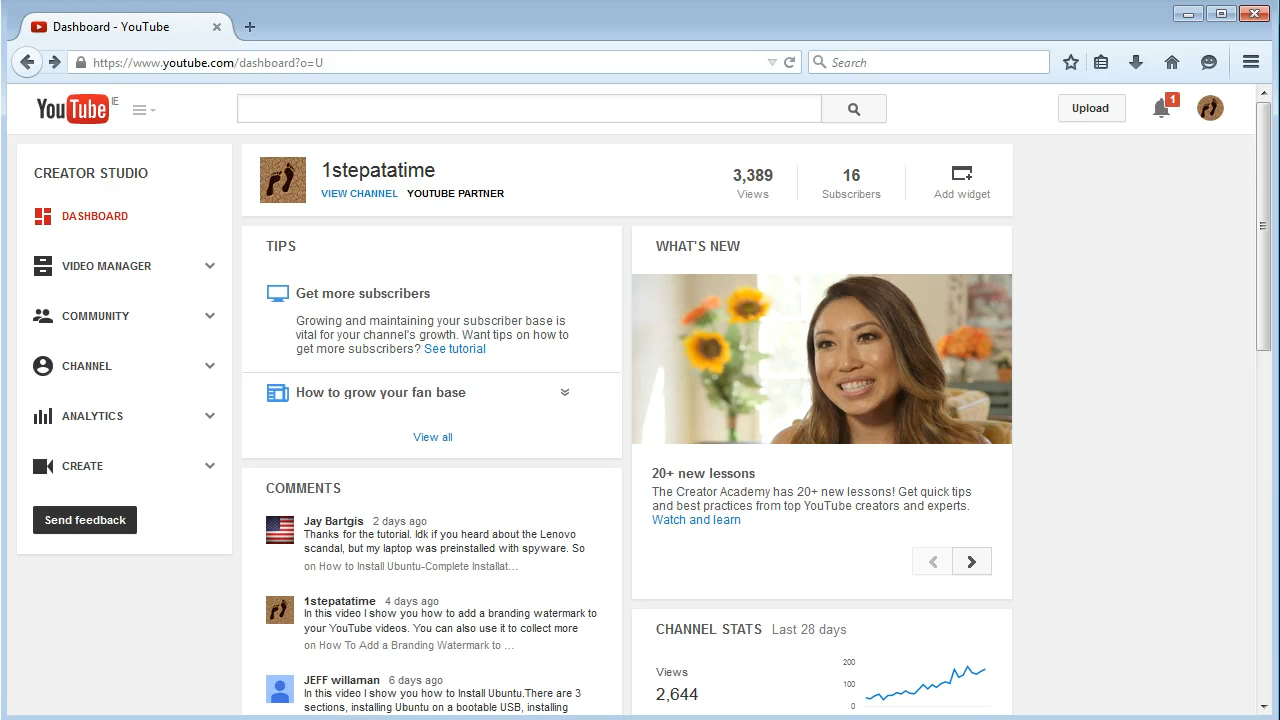 Dashboard - YouTube
https://www.youtube.com/dashboard?o=U
Search
YouTube IE
Upload
1
CREATOR STUDIO
DASHBOARD
VIDEO MANAGER
COMMUNITY
CHANNEL
ANALYTICS
CREATE
Send feedback
1stepatatime
VIEW CHANNEL YOUTUBE PARTNER
3,389
Views
16
Subscribers
Add widget
TIPS
Get more subscribers
Growing and maintaining your subscriber base is
vital for your channel's growth. Want tips on how to
get more subscribers? See tutorial
How to grow your fan base
View all
COMMENTS
Jay Bartgis 2 days ago
Thanks for the tutorial. Idk if you heard about the Lenovo
scandal, but my laptop was preinstalled with spyware. So
on How to Install Ubuntu-Complete Installat...
1stepatatime 4 days ago
In this video I show you how to add a branding watermark to
your YouTube videos. You can also use it to collect more
on How To Add a Branding Watermark to ...
JEFF willaman 6 days ago
In this video I show you how to Install Ubuntu.There are 3
sections, installing Ubuntu on a bootable USB, installing
WHAT'S NEW
20+ new lessons
The Creator Academy has 20+ new lessons! Get quick tips
and best practices from top YouTube creators and experts.
Watch and learn
CHANNEL STATS Last 28 days
Views
2,644
200
100
0